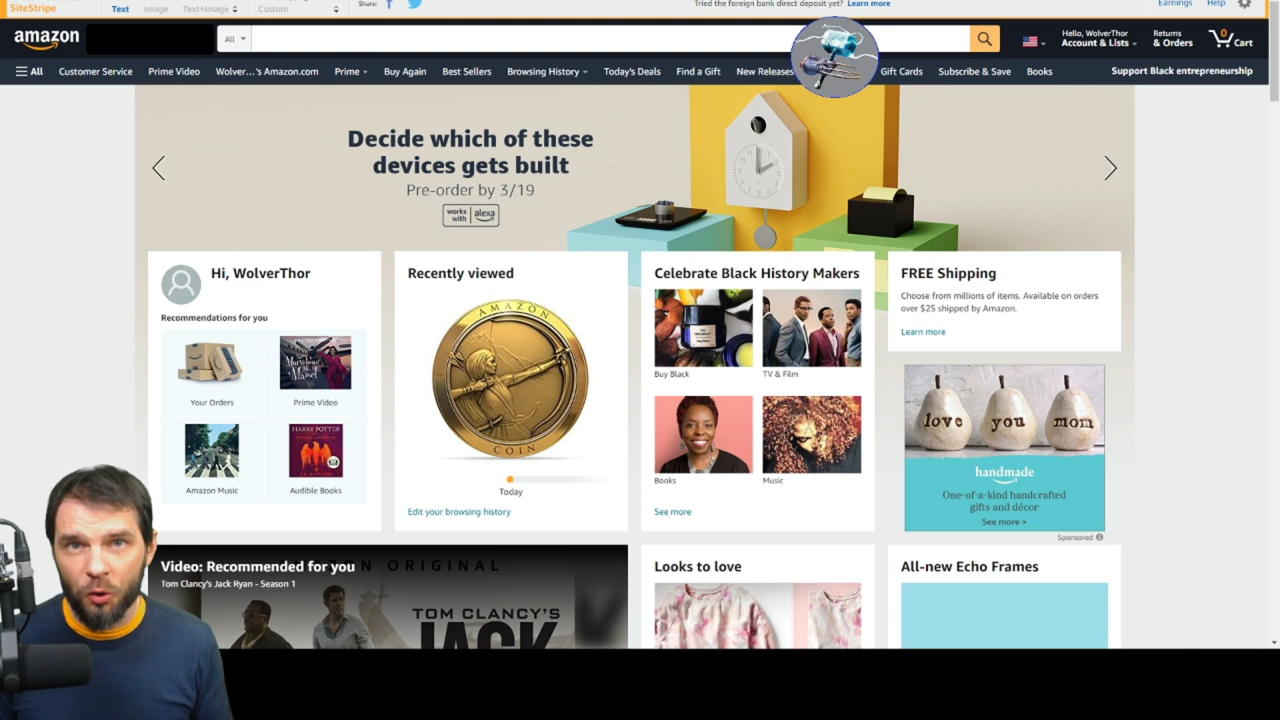 SiteStripe
Text
Image
Text+Image
Custom
Share:
Tried the foreign bank direct deposit yet? Learn more
Earnings
Help
amazon
All
Hello, WolverThor
Account & Lists
Returns
& Orders
0
Cart
All
Customer Service
Prime Video
Wolver...'s Amazon.com
Prime
Buy Again
Best Sellers
Browsing History
Today's Deals
Find a Gift
New Releases
Gift Cards
Subscribe & Save
Books
Support Black entrepreneurship
Decide which of these
devices gets built
Pre-order by 3/19
works with alexa
Hi, WolverThor
Recommendations for you
Marvelous
Mrs. Maisel
Your Orders
Prime Video
HARRY POTTER
Amazon Music
Audible Books
Recently viewed
AMAZON
COIN
Today
Edit your browsing history
Celebrate Black History Makers
Buy Black
TV & Film
Books
Music
See more
FREE Shipping
Choose from millions of items. Available on orders
over $25 shipped by Amazon.
Learn more
love you mom
handmade
One-of-a-kind handcrafted
gifts and décor
See more >
Sponsored
Video: Recommended for you
N ORIGINAL
Tom Clancy's Jack Ryan - Season 1
TOM CLANCY'S
JACK
Looks to love
All-new Echo Frames